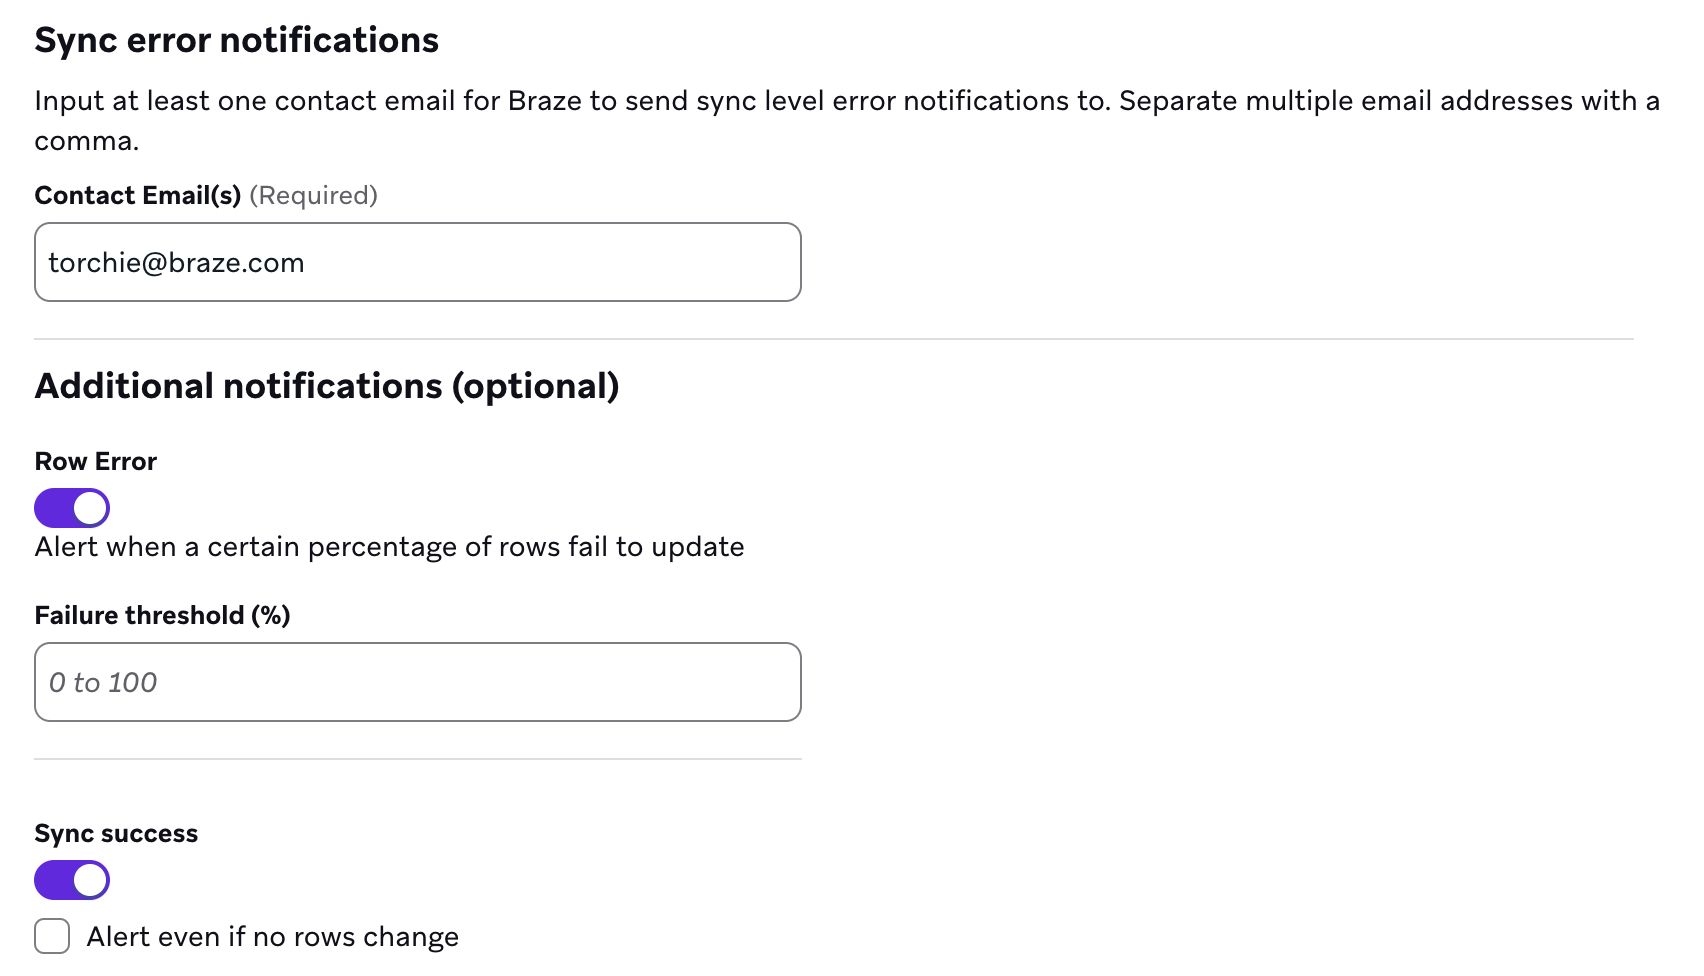 Sync error notifications
Input at least one contact email for Braze to send sync level error notifications to. Separate multiple email addresses with a
comma.
Contact Email(s) (Required)
torchie@braze.com
Additional notifications (optional)
Row Error
Alert when a certain percentage of rows fail to update
Failure threshold (%)
0 to 100
Sync success
Alert even if no rows change